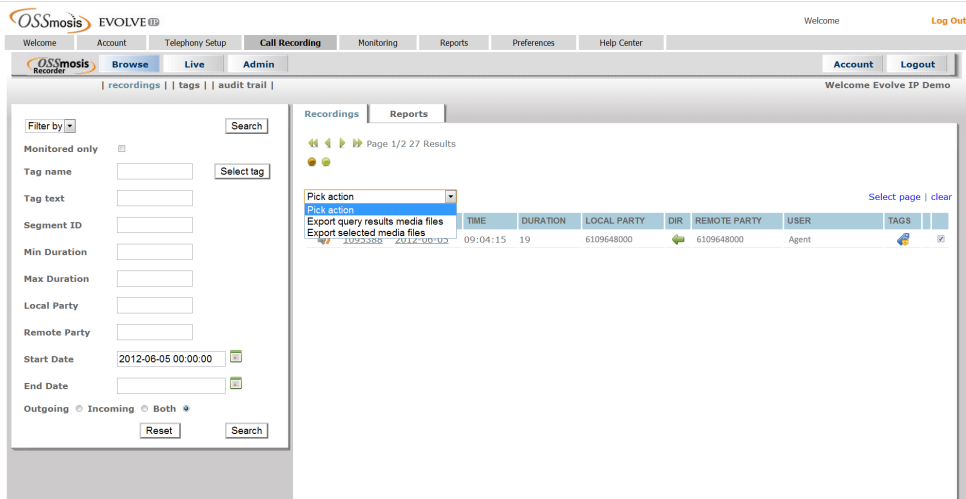 OSSmosis EVOLVE IP Welcome Log Out
Welcome Account Telephony Setup Call Recording Monitoring Reports Preferences Help Center
OSSmosis Recorder Browse Live Admin Account Logout
| recordings | | tags | | audit trail | Welcome Evolve IP Demo
Recordings Reports
Filter by Search
Page 1/2 27 Results
Monitored only
Tag name Select tag
Pick action Select page | clear
Tag text
Pick action
Export query results media files
Export selected media files
TIME DURATION LOCAL PARTY DIR REMOTE PARTY USER TAGS
Segment ID
1095388 2012-06-05 09:04:15 19 6109648000 6109648000 Agent
Min Duration
Max Duration
Local Party
Remote Party
Start Date 2012-06-05 00:00:00
End Date
Outgoing Incoming Both
Reset Search